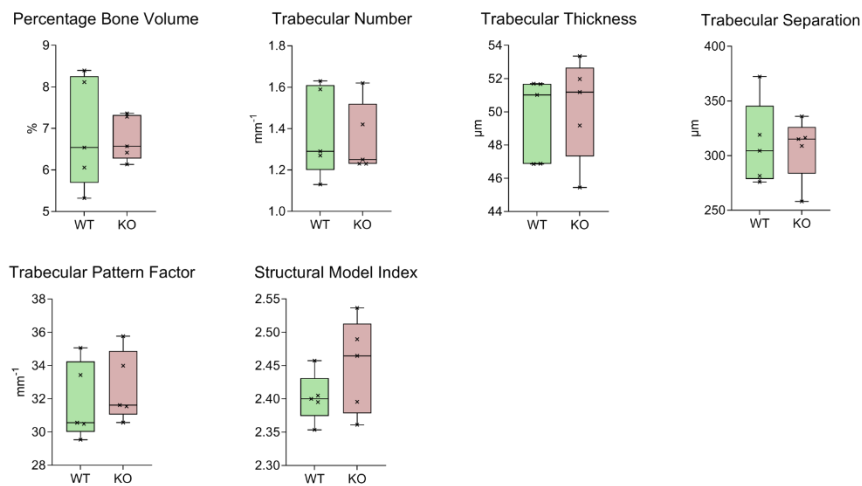 Percentage Bone Volume
Trabecular Number
Trabecular Thickness
Trabecular Separation
9
8
7
6
5
%
WT
KO
1.8
1.6
1.4
1.2
1.0
mm-1
WT
KO
54
52
50
48
46
44
µm
WT
KO
400
350
300
250
µm
WT
KO
Trabecular Pattern Factor
Structural Model Index
38
36
34
32
30
28
mm-1
WT
KO
2.55
2.50
2.45
2.40
2.35
2.30
WT
KO